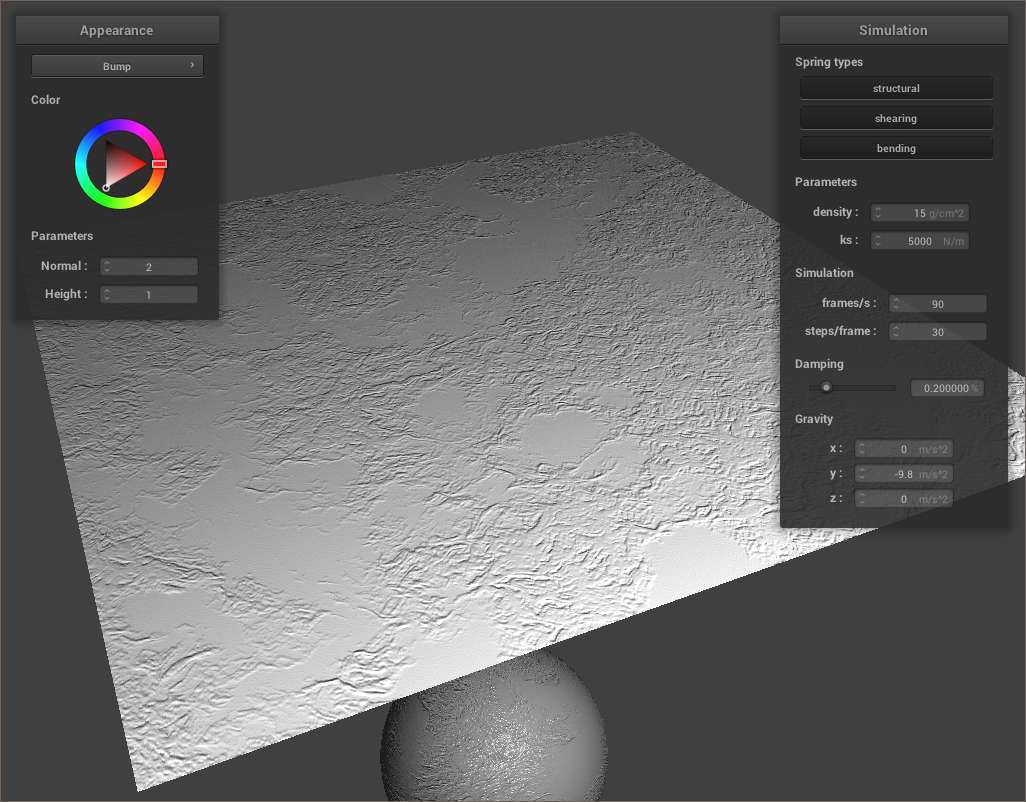 Appearance
Bump
Color
Parameters
Normal : 2
Height : 1
Simulation
Spring types
structural
shearing
bending
Parameters
density : 15 g/cm^2
ks : 5000 N/m
Simulation
frames/s : 90
steps/frame : 30
Damping
0.200000 %
Gravity
x : 0 m/s^2
y : -9.8 m/s^2
z : 0 m/s^2